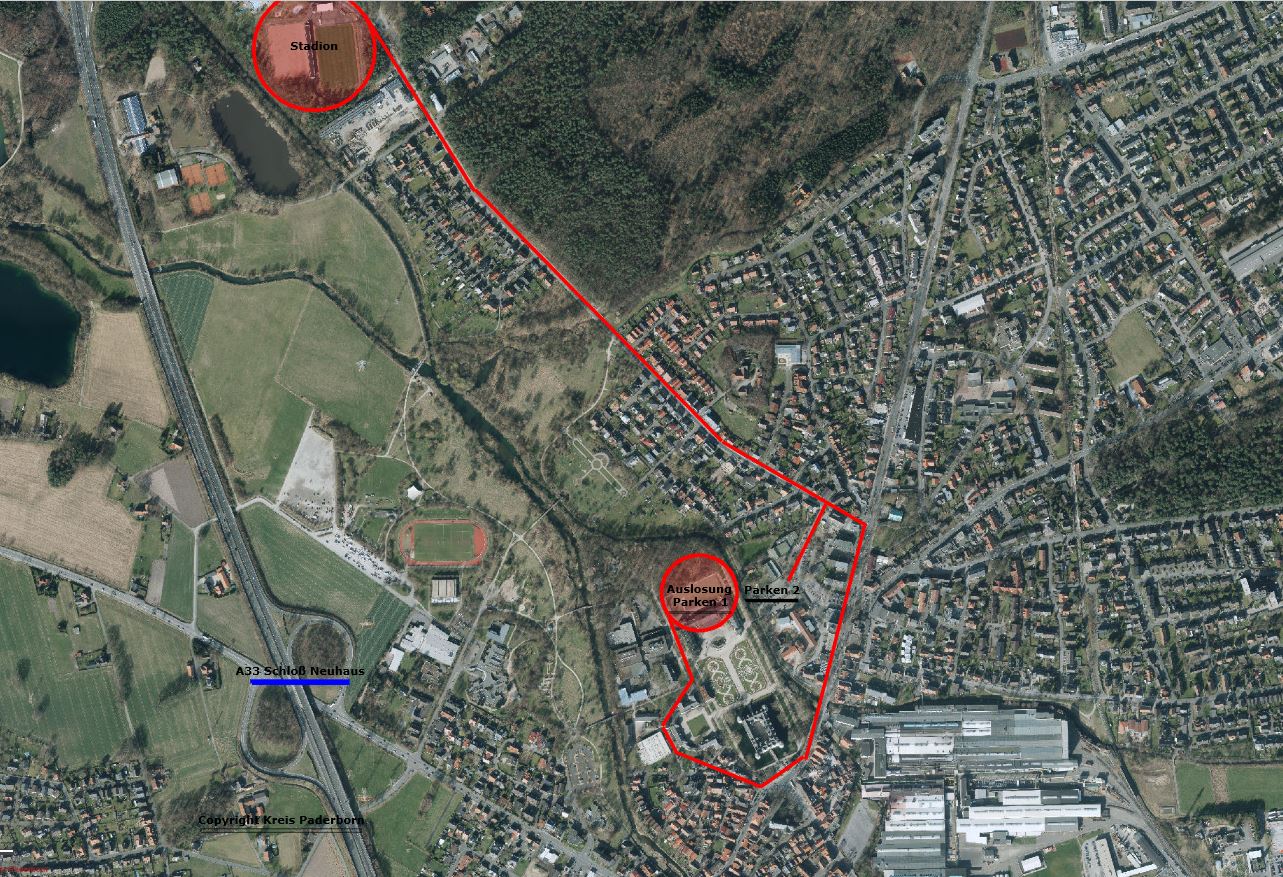 Stadion
Auslosung
Parken 1
Parken 2
A33 Schloß Neuhaus
Copyright Kreis Paderborn